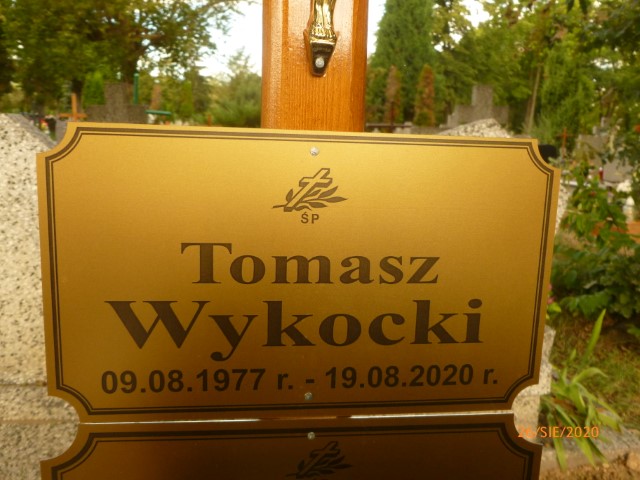 ŚP
Tomasz
Wykocki
09.08.1977 r. - 19.08.2020 r.
/SIE/2020